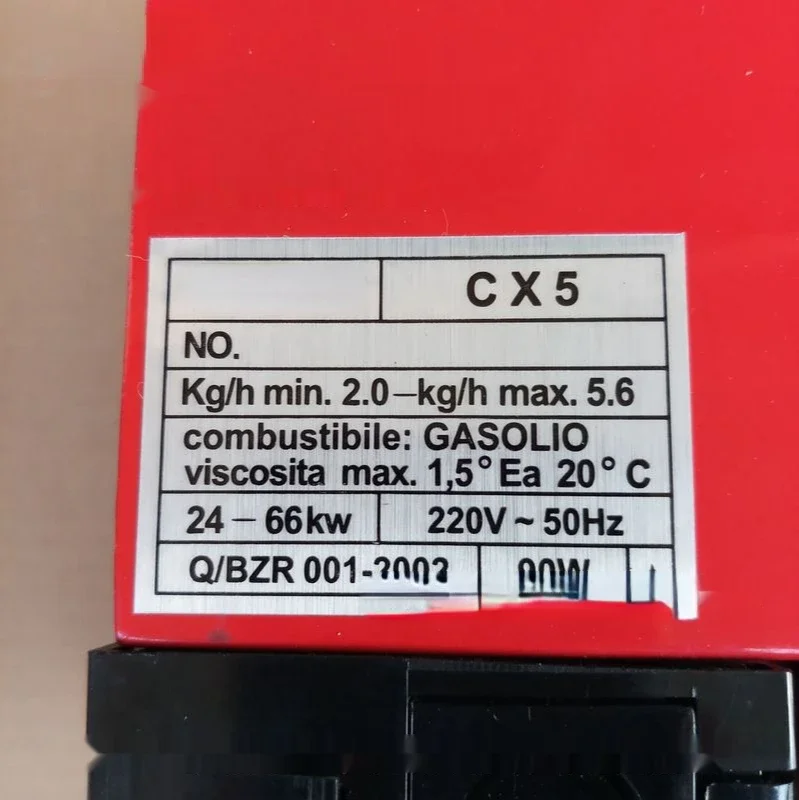 CX5
NO.
Kg/h min. 2.0–kg/h max. 5.6
combustibile: GASOLIO
viscosita max. 1,5° Ea 20° C
24 – 66kw 220V ~ 50Hz
Q/BZR 001-